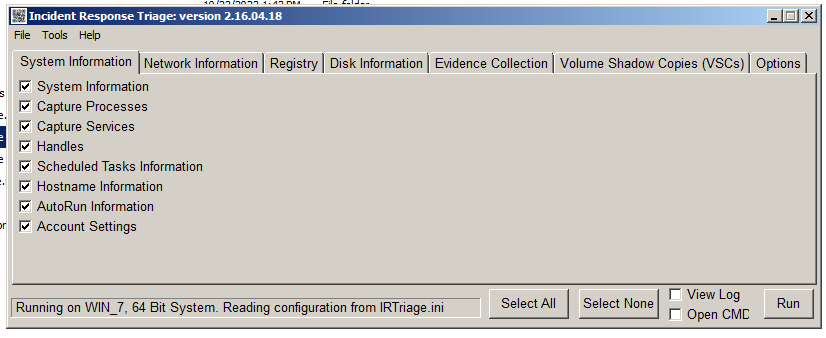 Incident Response Triage: version 2.16.04.18
File Tools Help
System Information Network Information Registry Disk Information Evidence Collection Volume Shadow Copies (VSCs) Options
System Information
Capture Processes
Capture Services
Handles
Scheduled Tasks Information
Hostname Information
AutoRun Information
Account Settings
Running on WIN_7, 64 Bit System. Reading configuration from IRTriage.ini
Select All
Select None
View Log
Open CMD
Run